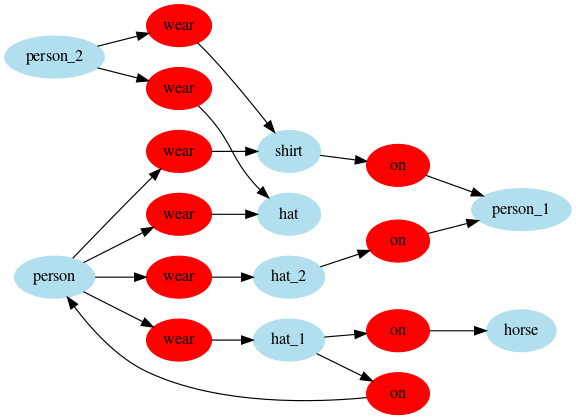 wear
person_2
wear
wear
shirt
on
wear
hat
person_1
on
person
wear
hat_2
wear
hat_1
on
horse
on